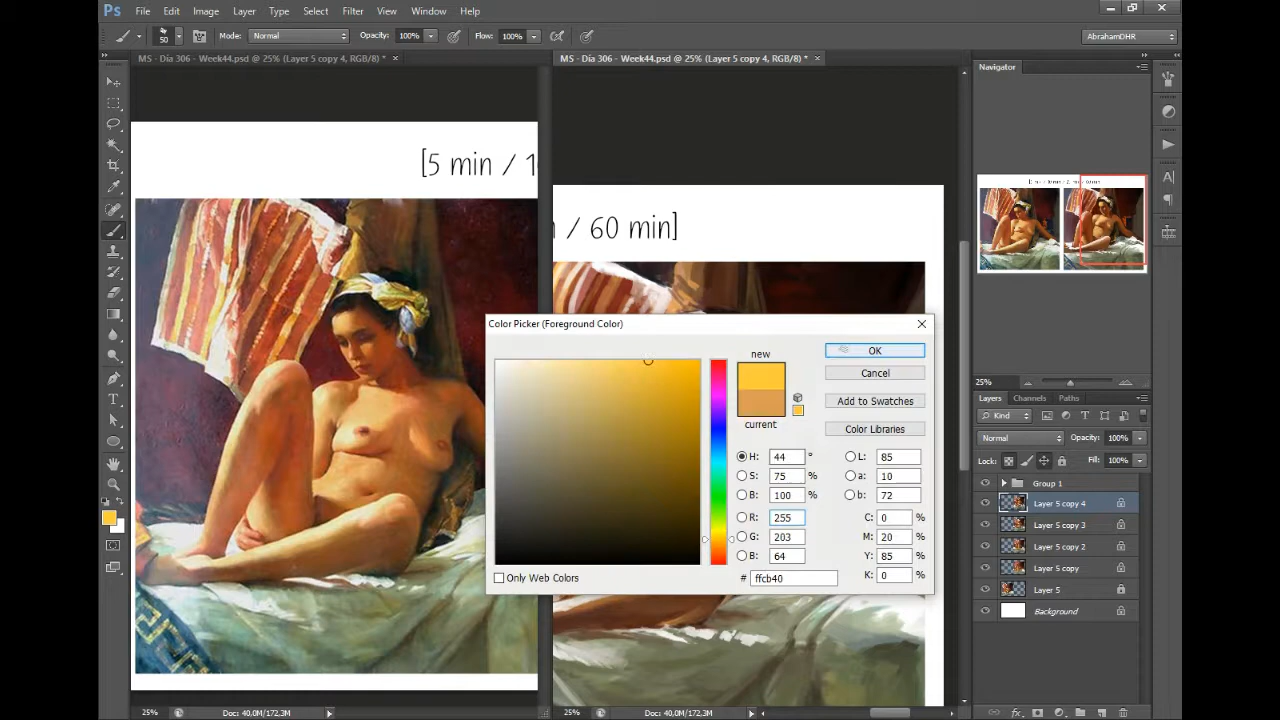 Ps File Edit Image Layer Type Select Filter View Window Help
50 Mode: Normal Opacity: 100% Flow: 100% AbrahamDHR
MS - Día 306 - Week44.psd @ 25% (Layer 5 copy 4, RGB/8) * ×
MS - Día 306 - Week44.psd @ 25% (Layer 5 copy 4, RGB/8) * ×
Navigator
[5 min / 1
/ 60 min]
25%
Color Picker (Foreground Color)
new
current
OK
Cancel
Add to Swatches
Color Libraries
H: 44 ° L: 85
S: 75 % a: 10
B: 100 % b: 72
R: 255 C: 0 %
G: 203 M: 20 %
B: 64 Y: 85 %
# ffcb40 K: 0 %
Only Web Colors
Layers Channels Paths
Kind
Normal Opacity: 100%
Lock: Fill: 100%
Group 1
Layer 5 copy 4
Layer 5 copy 3
Layer 5 copy 2
Layer 5 copy
Layer 5
Background
25% Doc: 40,0M/172,3M
25% Doc: 40,0M/172,3M